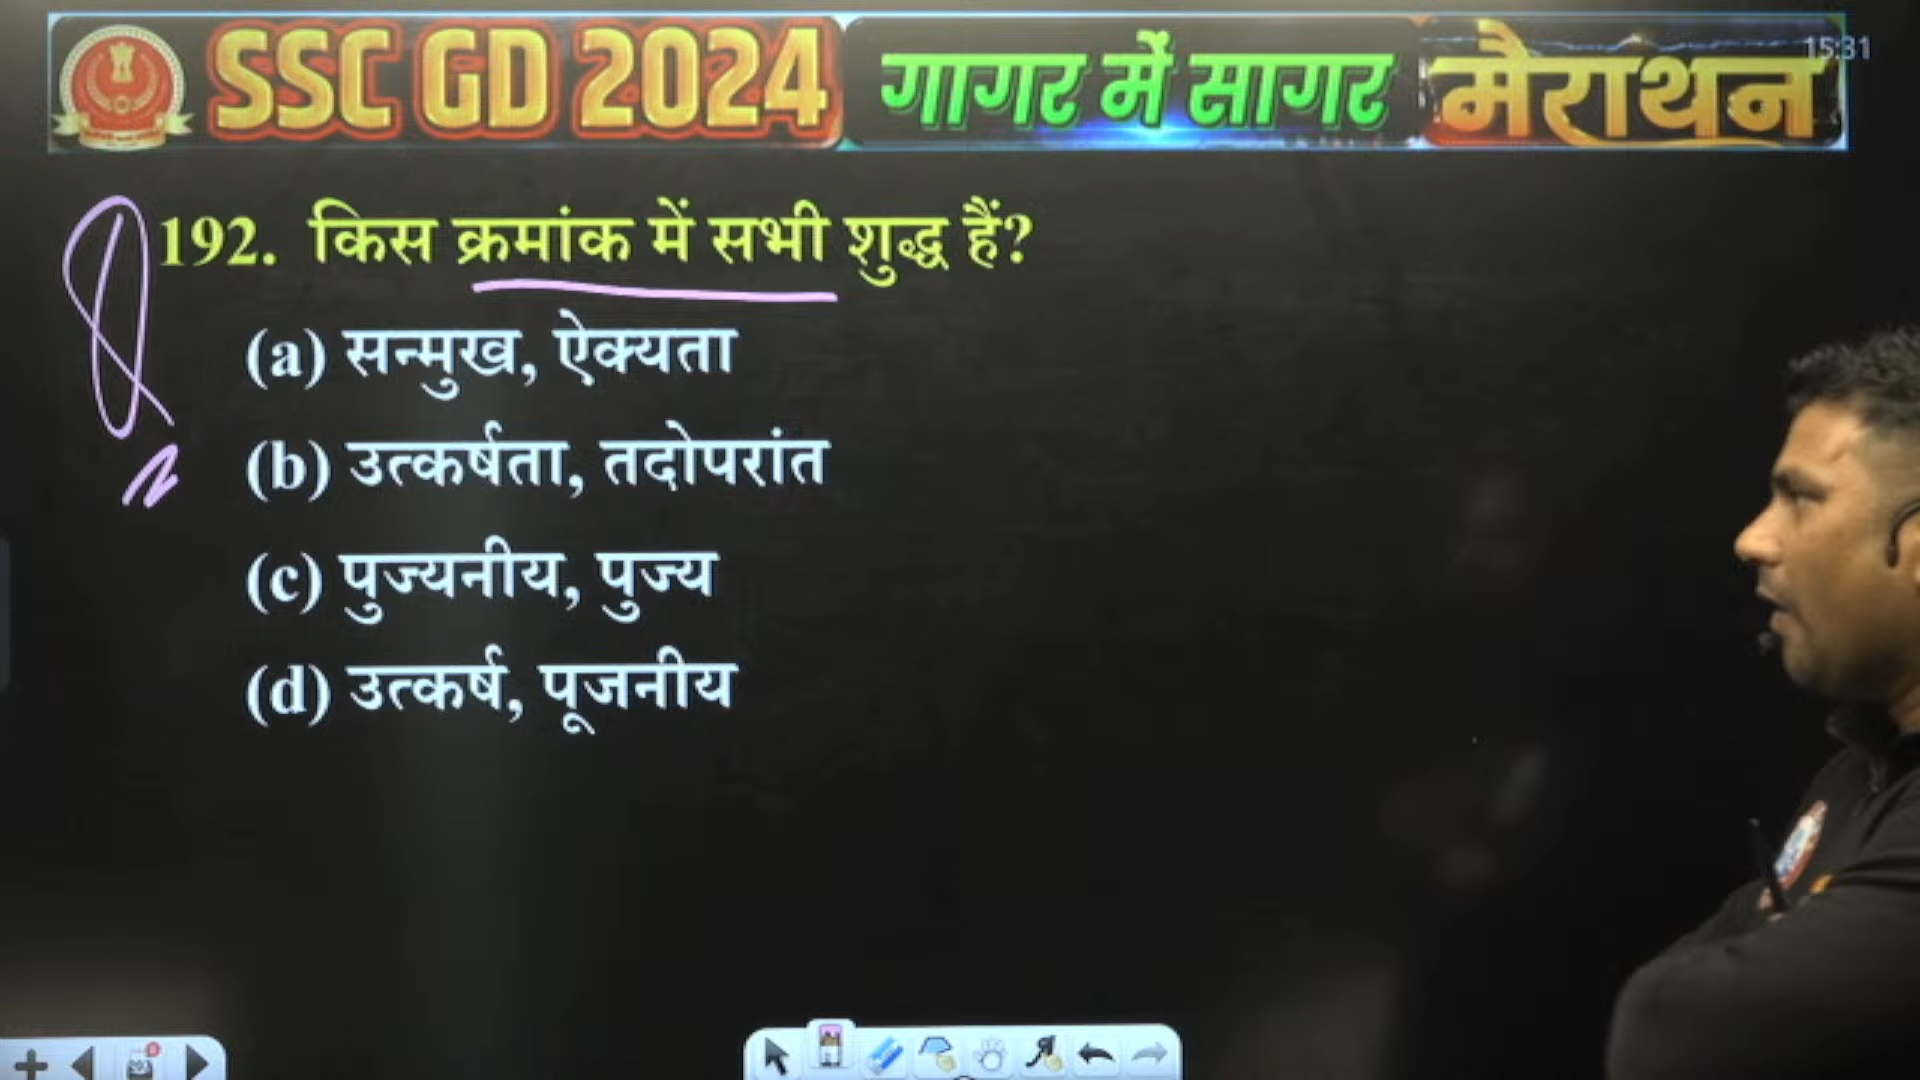 SSC GD 2024 गागर में सागर मैराथन
15:31
192. किस क्रमांक में सभी शुद्ध हैं?
(a) सन्मुख, ऐक्यता
(b) उत्कर्षता, तदोपरांत
(c) पुज्यनीय, पुज्य
(d) उत्कर्ष, पूजनीय